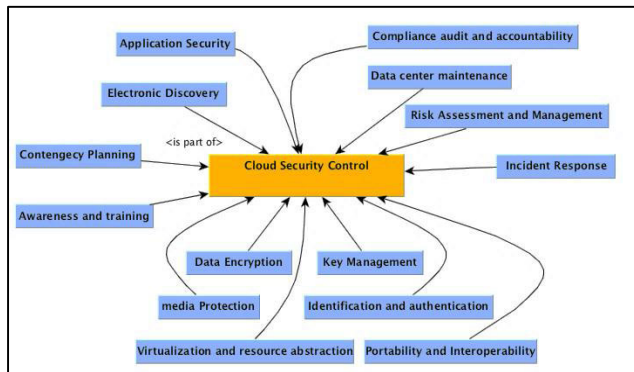 Application Security
Compliance audit and accountability
Data center maintenance
Electronic Discovery
Risk Assessment and Management
<is part of>
Contengecy Planning
Cloud Security Control
Incident Response
Awareness and training
Data Encryption
Key Management
media Protection
Identification and authentication
Virtualization and resource abstraction
Portability and Interoperability